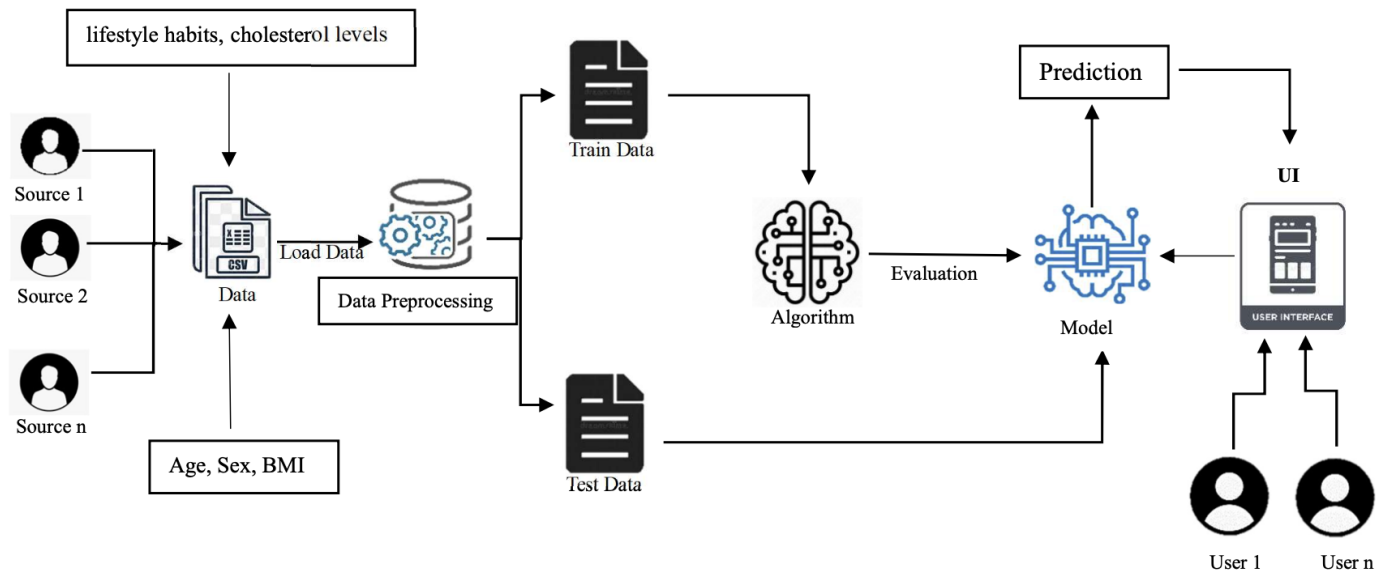 lifestyle habits, cholesterol levels
Source 1
Source 2
Source n
X
CSV
Data
Age, Sex, BMI
Load Data
Data Preprocessing
Train Data
Test Data
Algorithm
Evaluation
Prediction
Model
UI
USER INTERFACE
User 1
User n